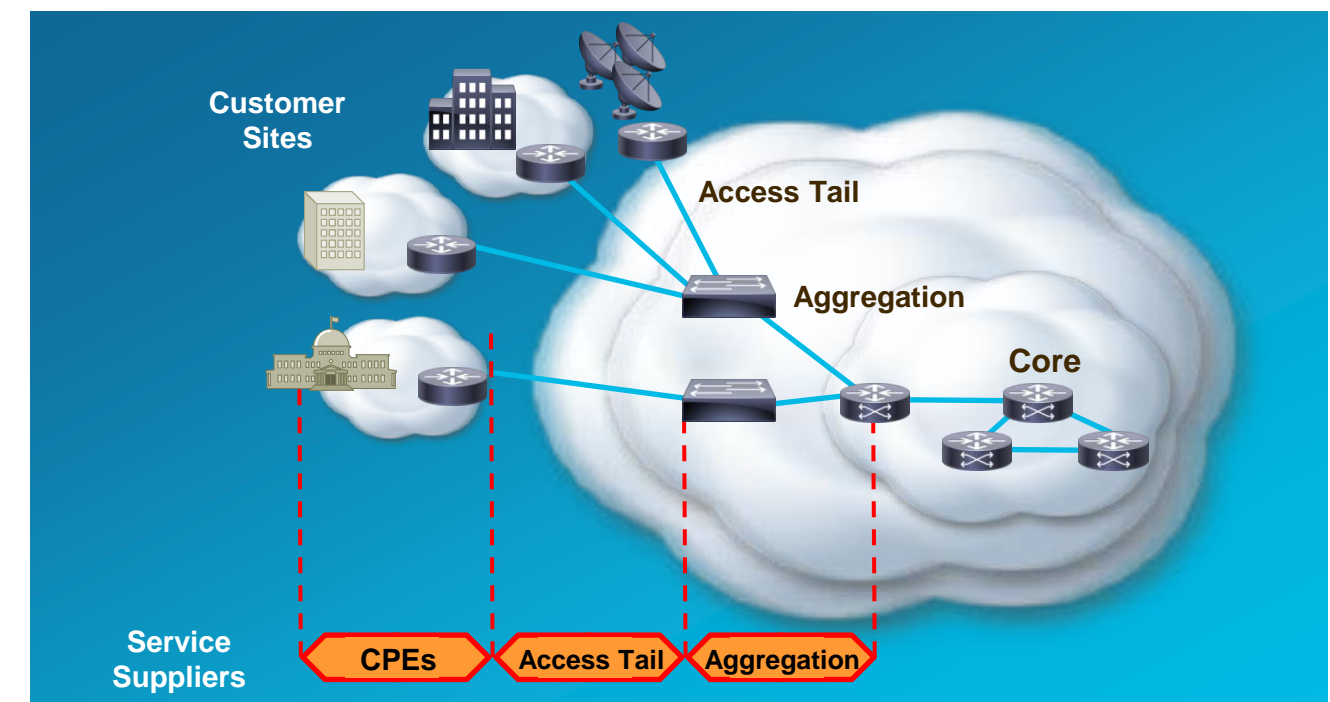 Customer
Sites
Access Tail
Aggregation
Core
Service
Suppliers
CPEs
Access Tail
Aggregation